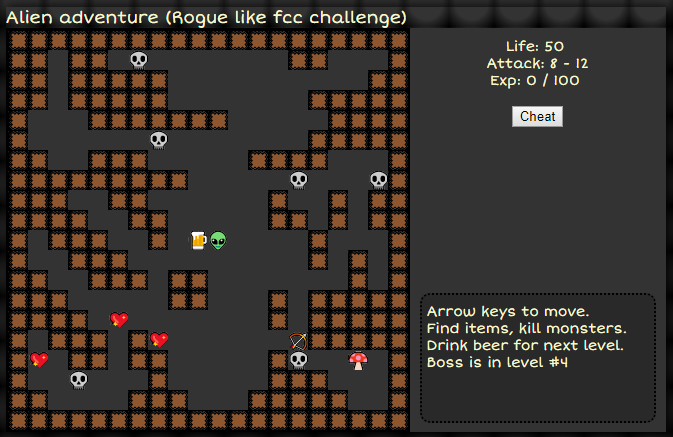 Alien adventure (Rogue like fcc challenge)
Life: 50
Attack: 8 - 12
Exp: 0 / 100
Cheat
Arrow keys to move.
Find items, kill monsters.
Drink beer for next level.
Boss is in level #4